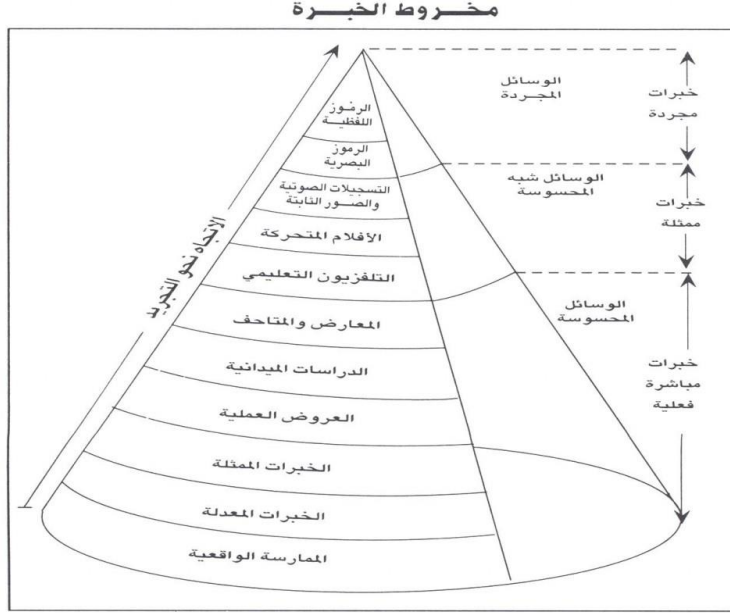 مخروط الخبرة
الرموز
اللفظية
الرموز
البصرية
التسجيلات الصوتية
والصور الثابتة
الأفلام المتحركة
التلفزيون التعليمي
المعارض والمتاحف
الدراسات الميدانية
العروض العملية
الخبرات الممثلة
الخبرات المعدلة
الممارسة الواقعية
الاتجاه نحو التجريد
الوسائل
المجردة
الوسائل شبه
المحسوسة
الوسائل
المحسوسة
خبرات
مجردة
خبرات
ممثلة
خبرات
مباشرة
فعلية